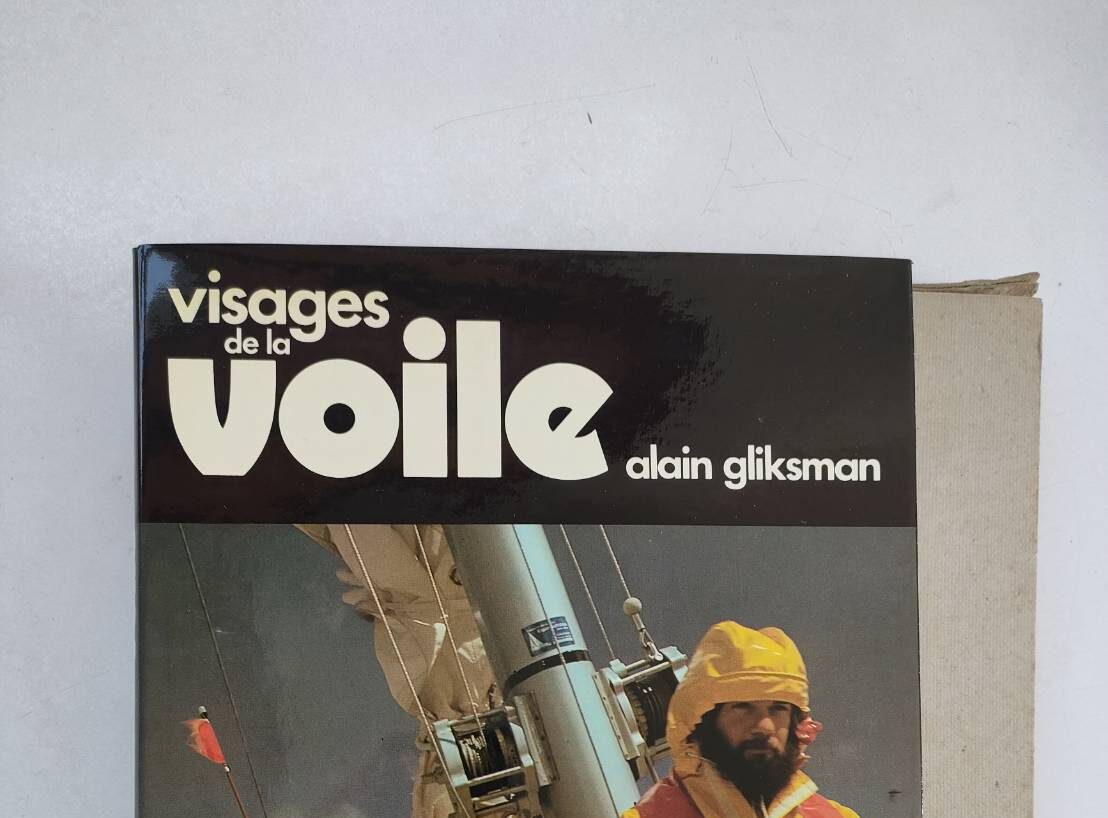 visages
de la
voile
alain gliksman